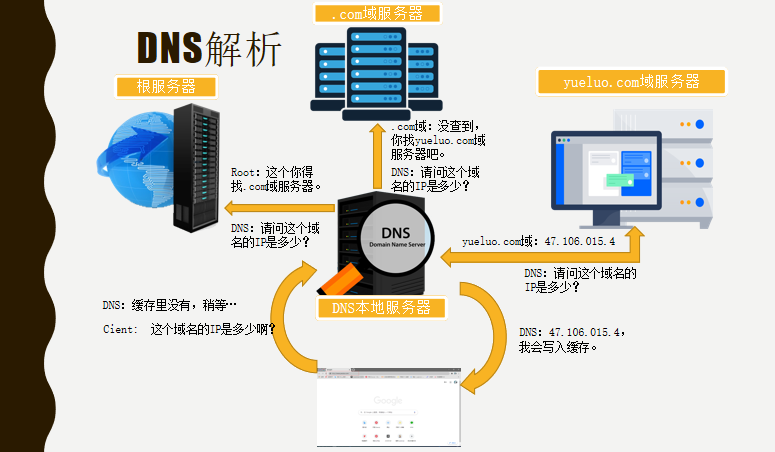 DNS解析
.com域服务器
根服务器
yueluo.com域服务器
.com域：没查到，
你找yueluo.com域
服务器吧。
DNS：请问这个域
名的IP是多少？
Root：这个你得
找.com域服务器。
DNS：请问这个域
名的IP是多少？
DNS
Domain Name Server
yueluo.com域：47.106.015.4
DNS：请问这个域名的
IP是多少？
DNS本地服务器
DNS：缓存里没有，稍等…
Cient： 这个域名的IP是多少啊？
DNS：47.106.015.4，
我会写入缓存。
Google